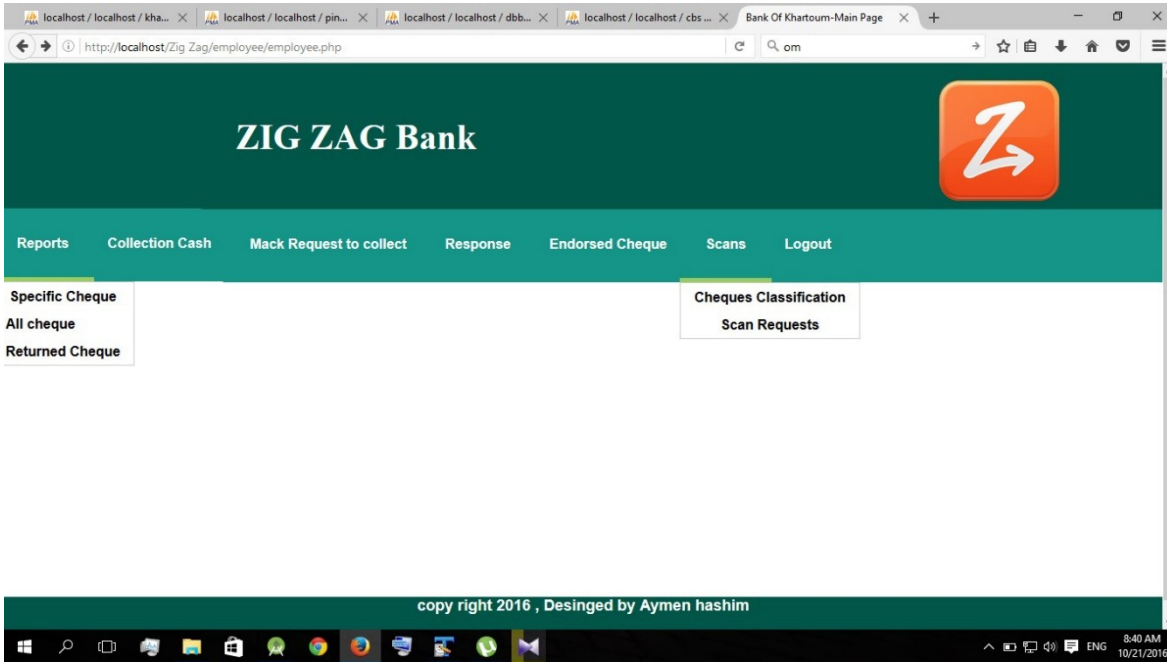 localhost / localhost / kha... localhost / localhost / pin... localhost / localhost / dbb... localhost / localhost / cbs ... Bank Of Khartoum-Main Page
http://localhost/Zig Zag/employee/employee.php om
ZIG ZAG Bank
Z
Reports Collection Cash Mack Request to collect Response Endorsed Cheque Scans Logout
Specific Cheque
All cheque
Returned Cheque
Cheques Classification
Scan Requests
copy right 2016 , Desinged by Aymen hashim
ENG 8:40 AM
10/21/2016